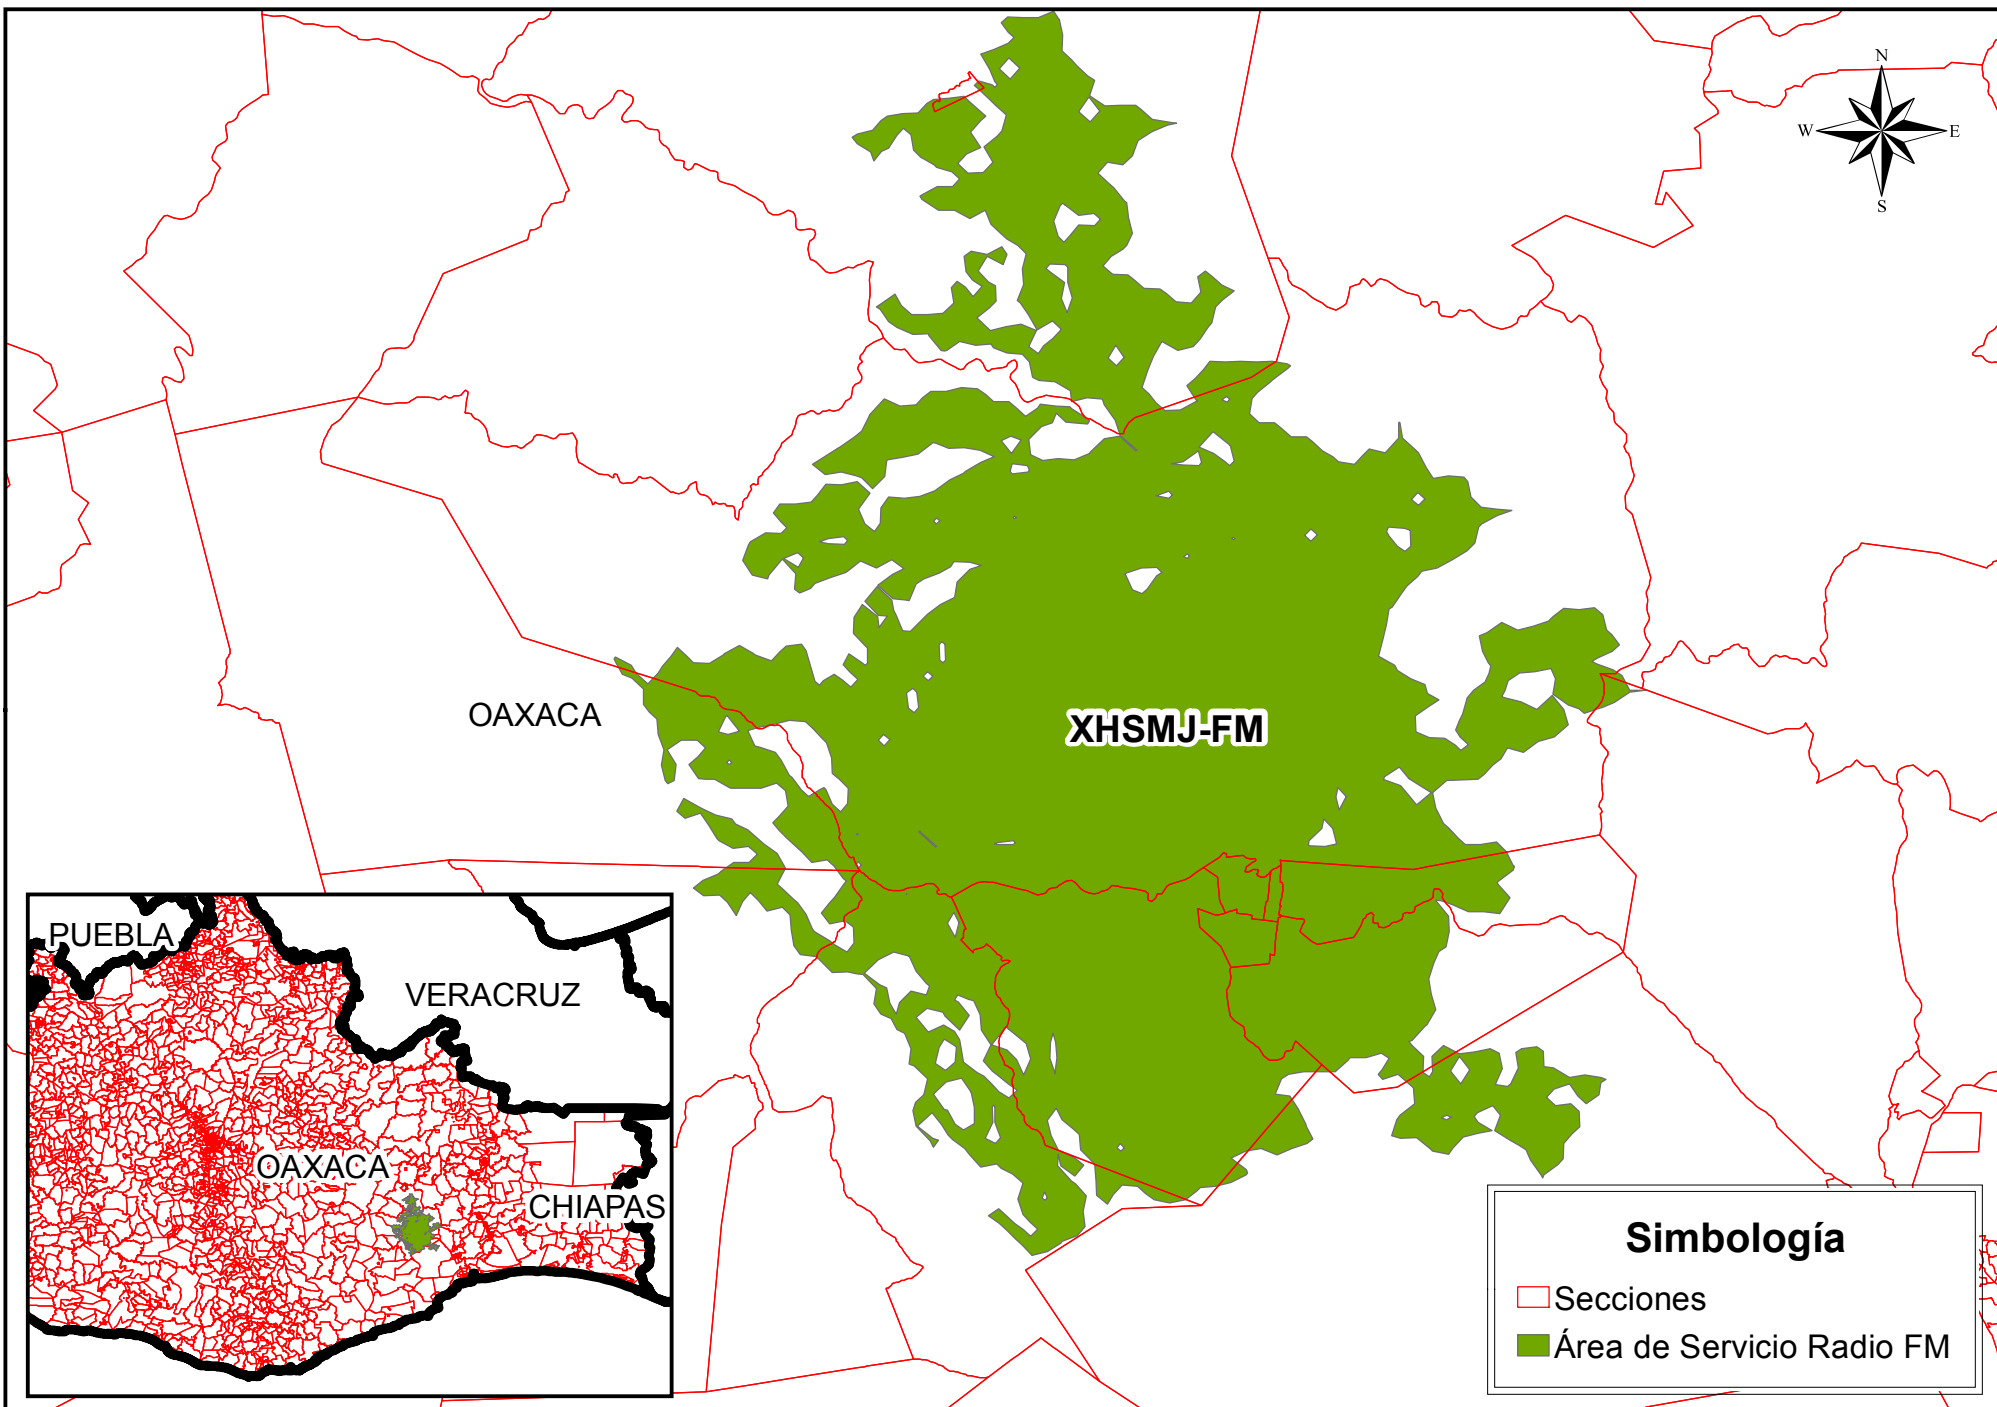 N
W E
S
OAXACA
XHSMJ-FM
PUEBLA
VERACRUZ
OAXACA
CHIAPAS
Simbología
Secciones
Área de Servicio Radio FM